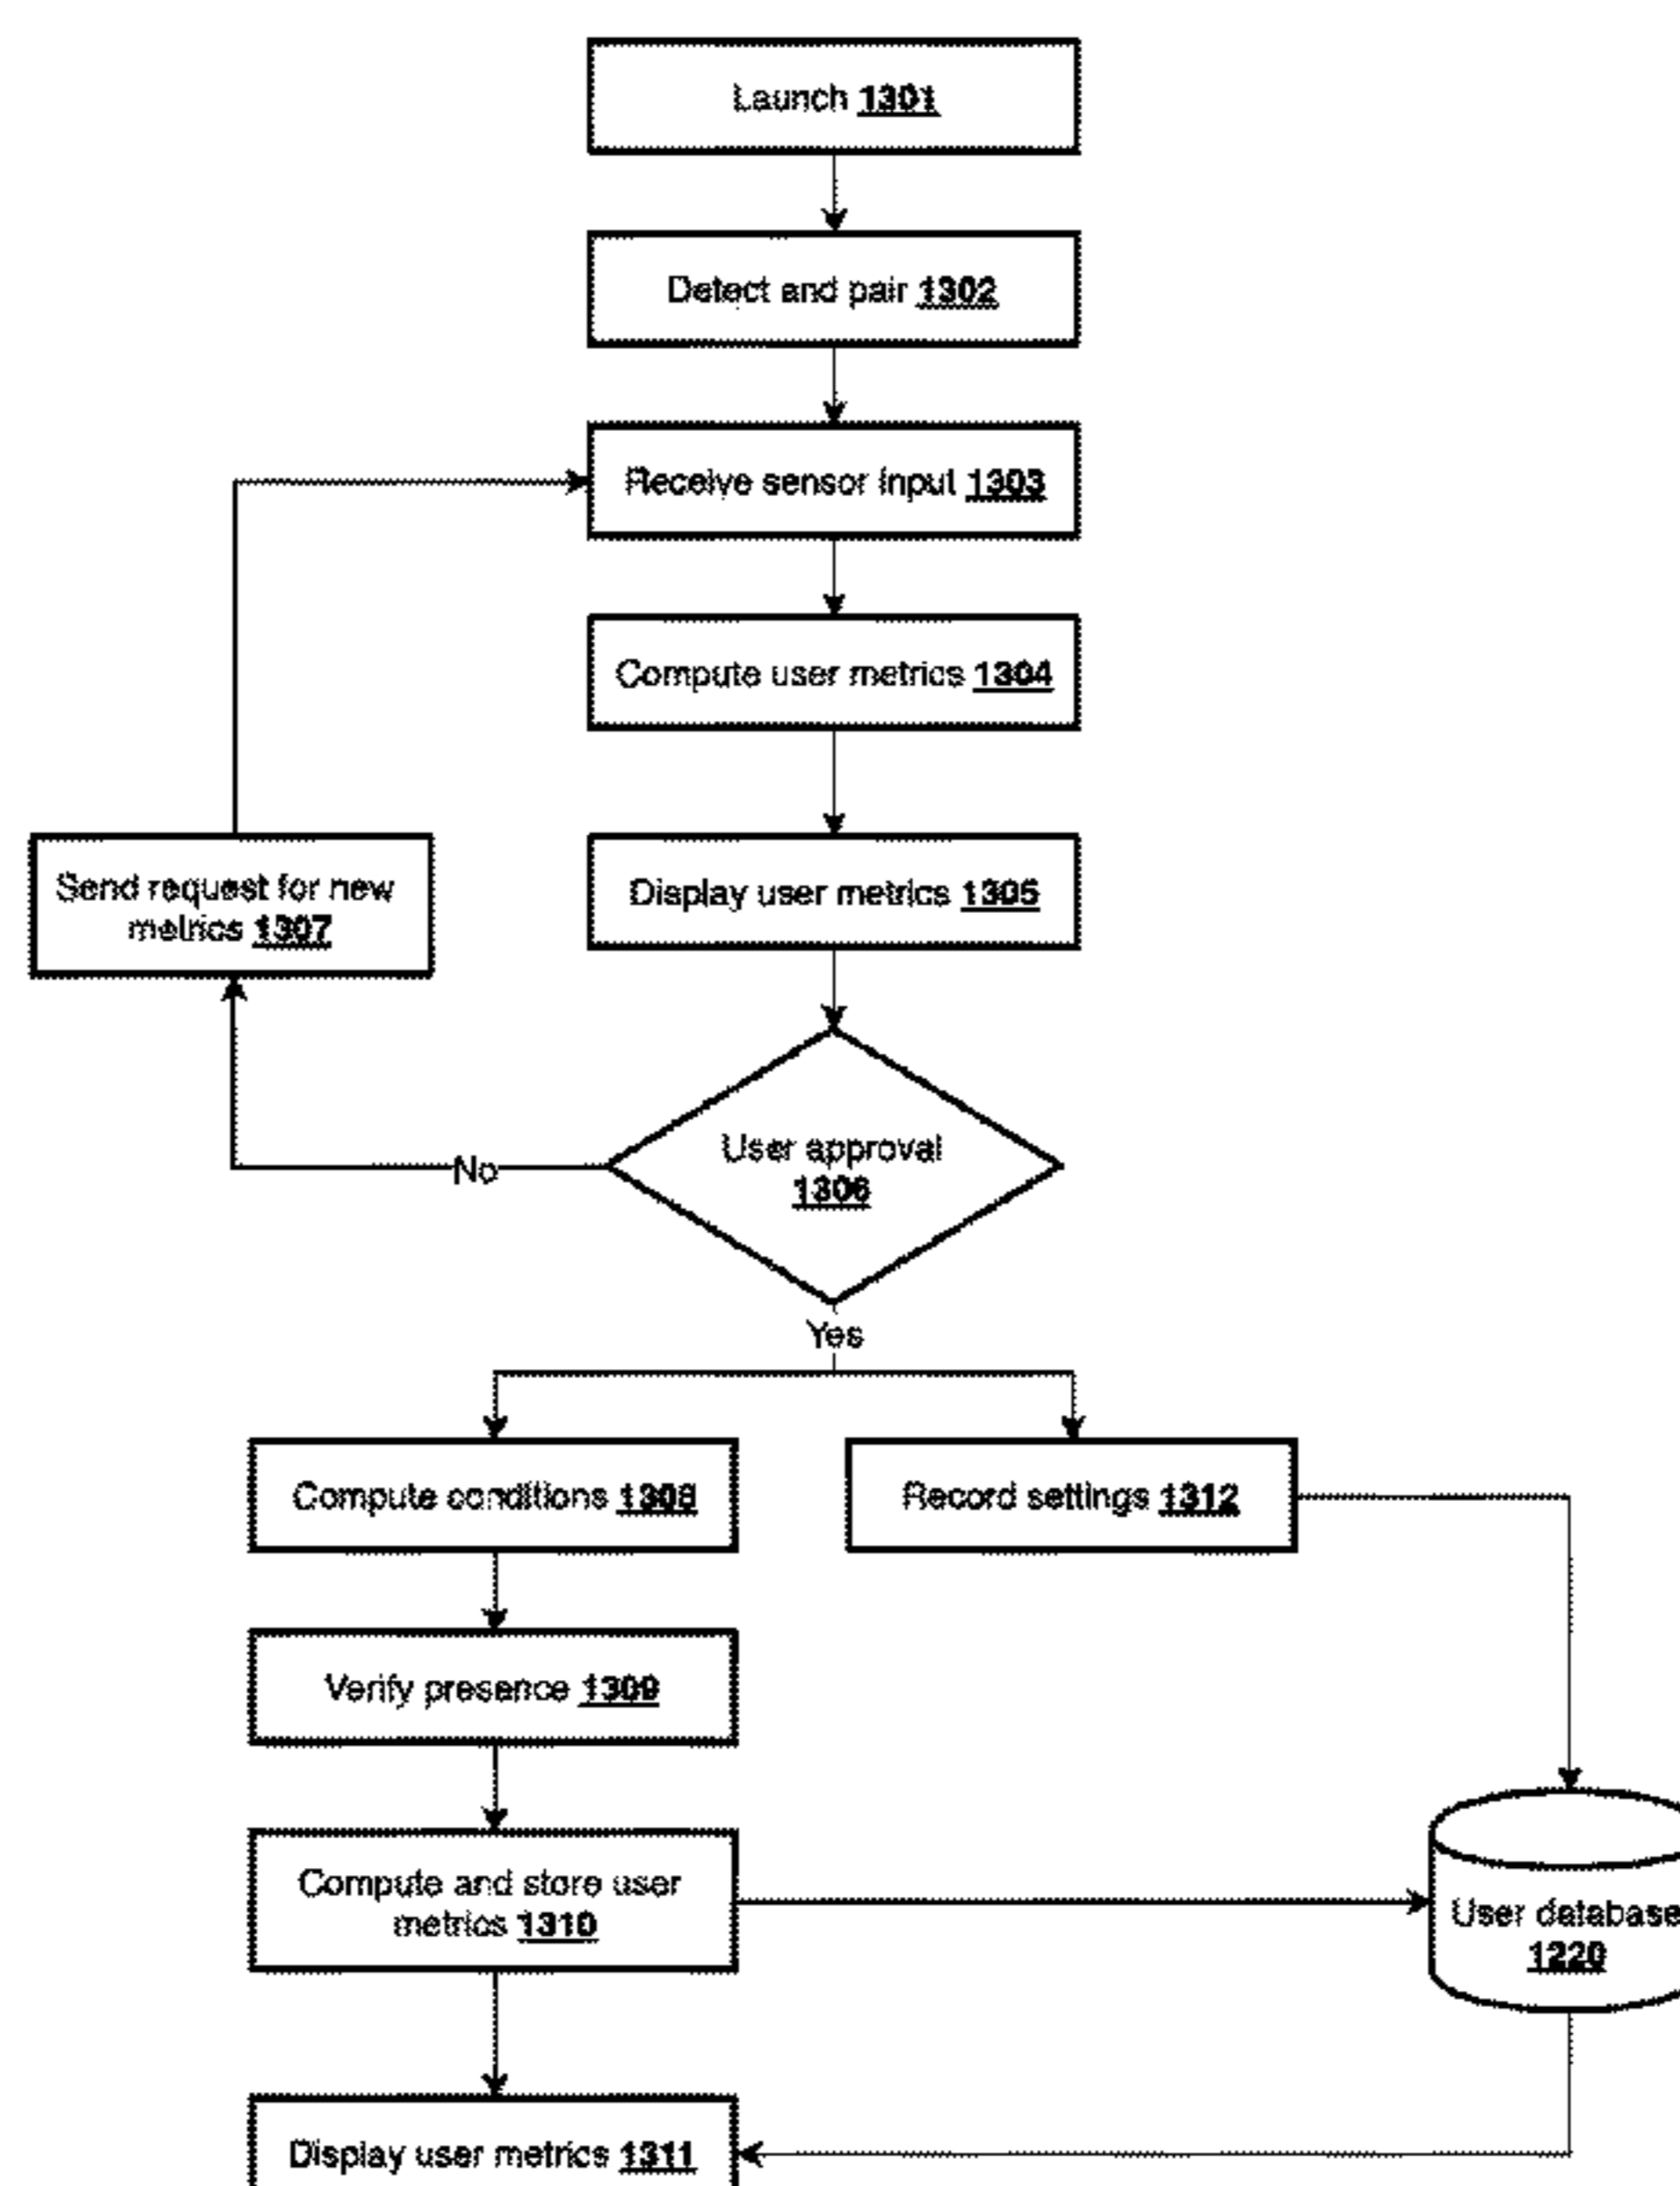 Launch 1301
Detect and pair 1302
Receive sensor input 1303
Compute user metrics 1304
Send request for new
metrics 1307
Display user metrics 1305
User approval
1306
No
Yes
Compute conditions 1308
Record settings 1312
Verify presence 1309
Compute and store user
metrics 1310
User database
1220
Display user metrics 1311